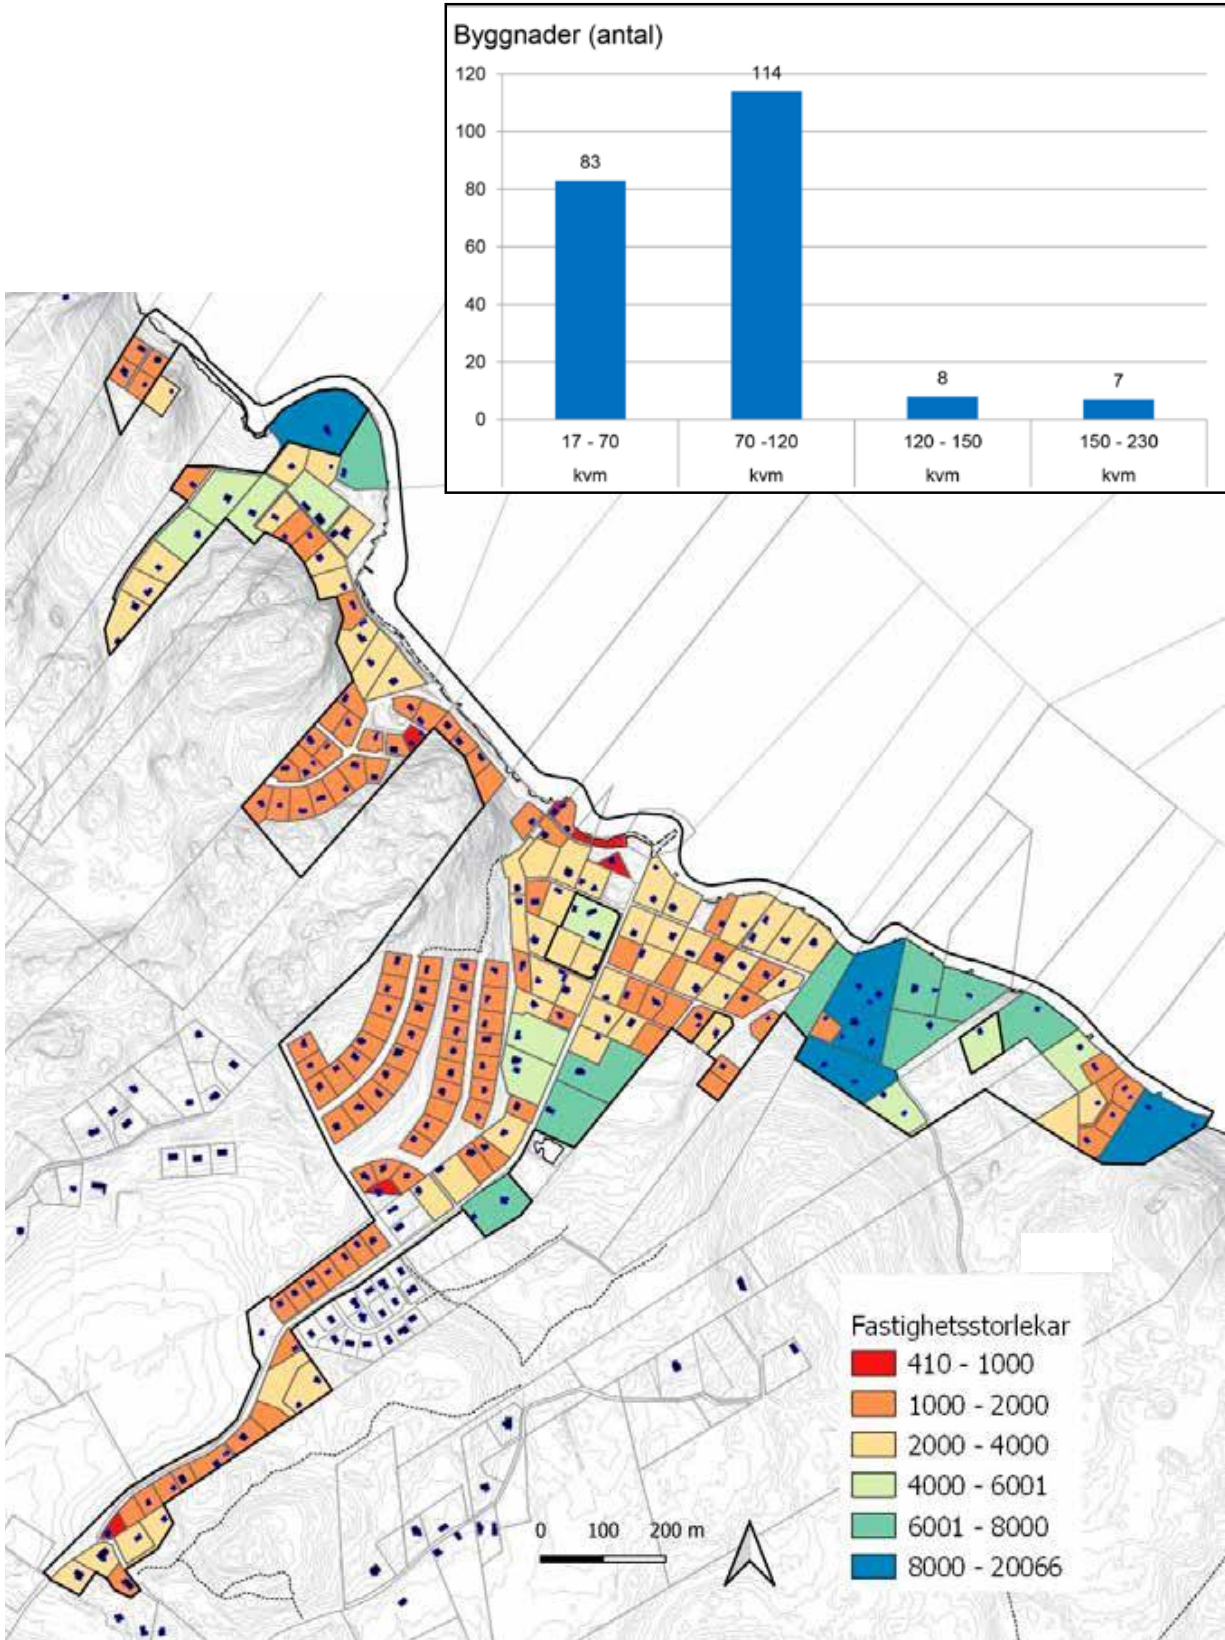 Byggnader (antal)
120
100
80
60
40
20
0
83
114
8
7
17 - 70
70 -120
120 - 150
150 - 230
kvm
kvm
kvm
kvm
Fastighetsstorlekar
410 - 1000
1000 - 2000
2000 - 4000
4000 - 6001
6001 - 8000
8000 - 20066
0 100 200 m